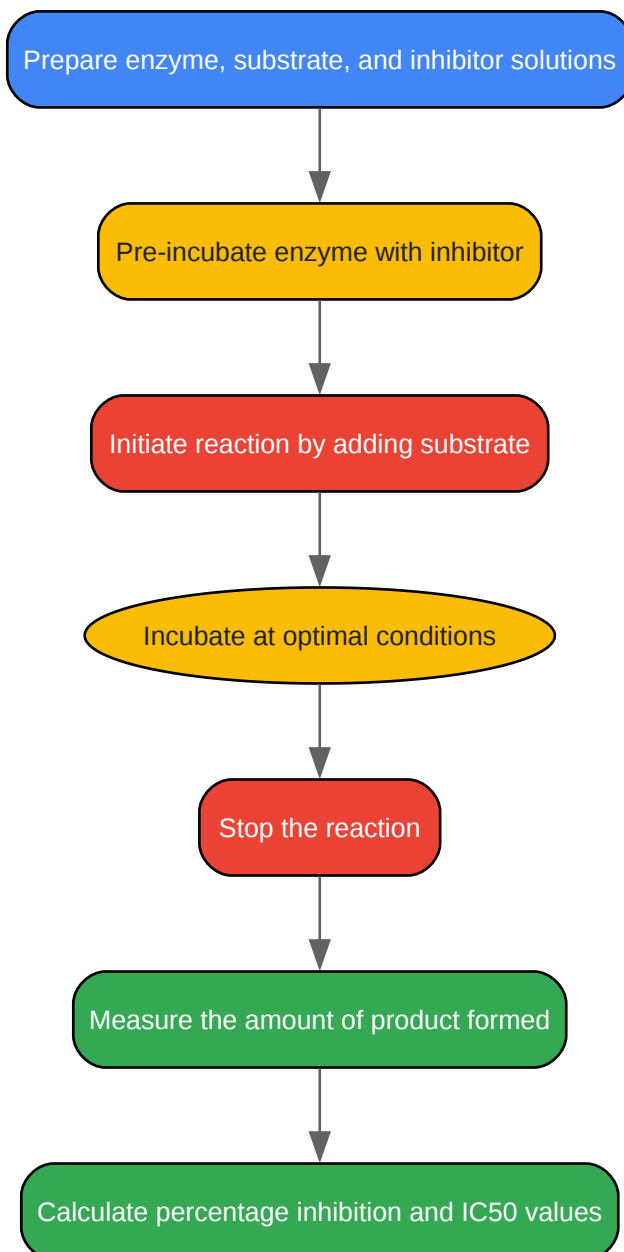 Prepare enzyme, substrate, and inhibitor solutions
Pre-incubate enzyme with inhibitor
Initiate reaction by adding substrate
Incubate at optimal conditions
Stop the reaction
Measure the amount of product formed
Calculate percentage inhibition and IC50 values